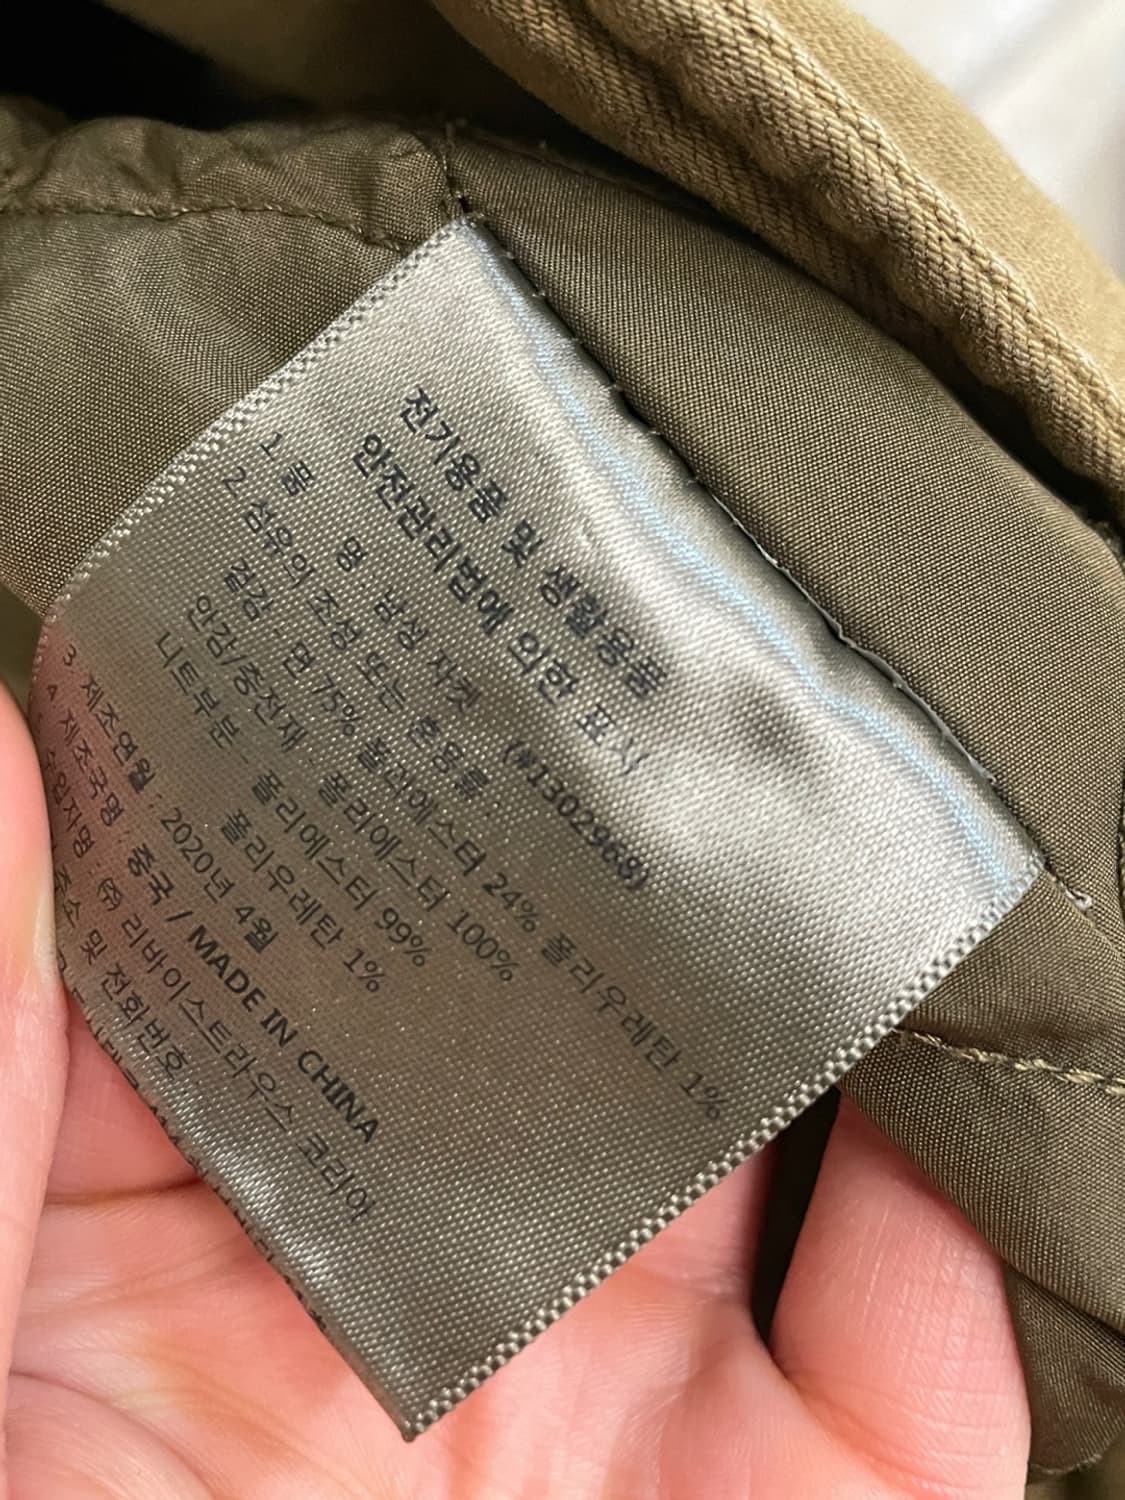 전기용품 및 생활용품
안전관리법에 의한 표시
1. 품 명 남성 자켓 (#1302968)
2. 섬유의 조성 또는 혼용률 :
겉감 - 면 75% 폴리에스터 24% 폴리우레탄 1%
안감/충전재 - 폴리에스터 100%
니트부분 - 폴리에스터 99%
폴리우레탄 1%
3. 제조연월 : 2020년 4월
4. 제조국명 : 중국 / MADE IN CHINA
수입자명 : ㈜ 리바이스트라우스 코리아
주소 및 전화번호